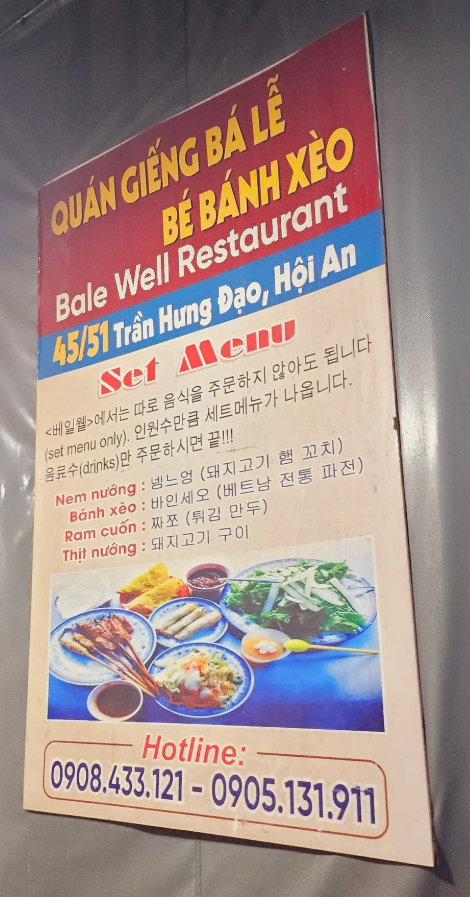 QUÁN GIẾNG BÁ LỄ
BÉ BÁNH XÈO
Bale Well Restaurant
45/51 Trần Hưng Đạo, Hội An
Set Menu
<베일웰>에서는 따로 음식을 주문하지 않아도 됩니다
(set menu only). 인원수만큼 세트메뉴가 나옵니다.
음료수(drinks)만 주문하시면 끝!!!
Nem nướng : 넴느엉 (돼지고기 햄 꼬치)
Bánh xèo : 바인세오 (베트남 전통 파전)
Ram cuốn : 짜쪼 (튀김 만두)
Thịt nướng : 돼지고기 구이
Hotline:
0908.433.121 - 0905.131.911